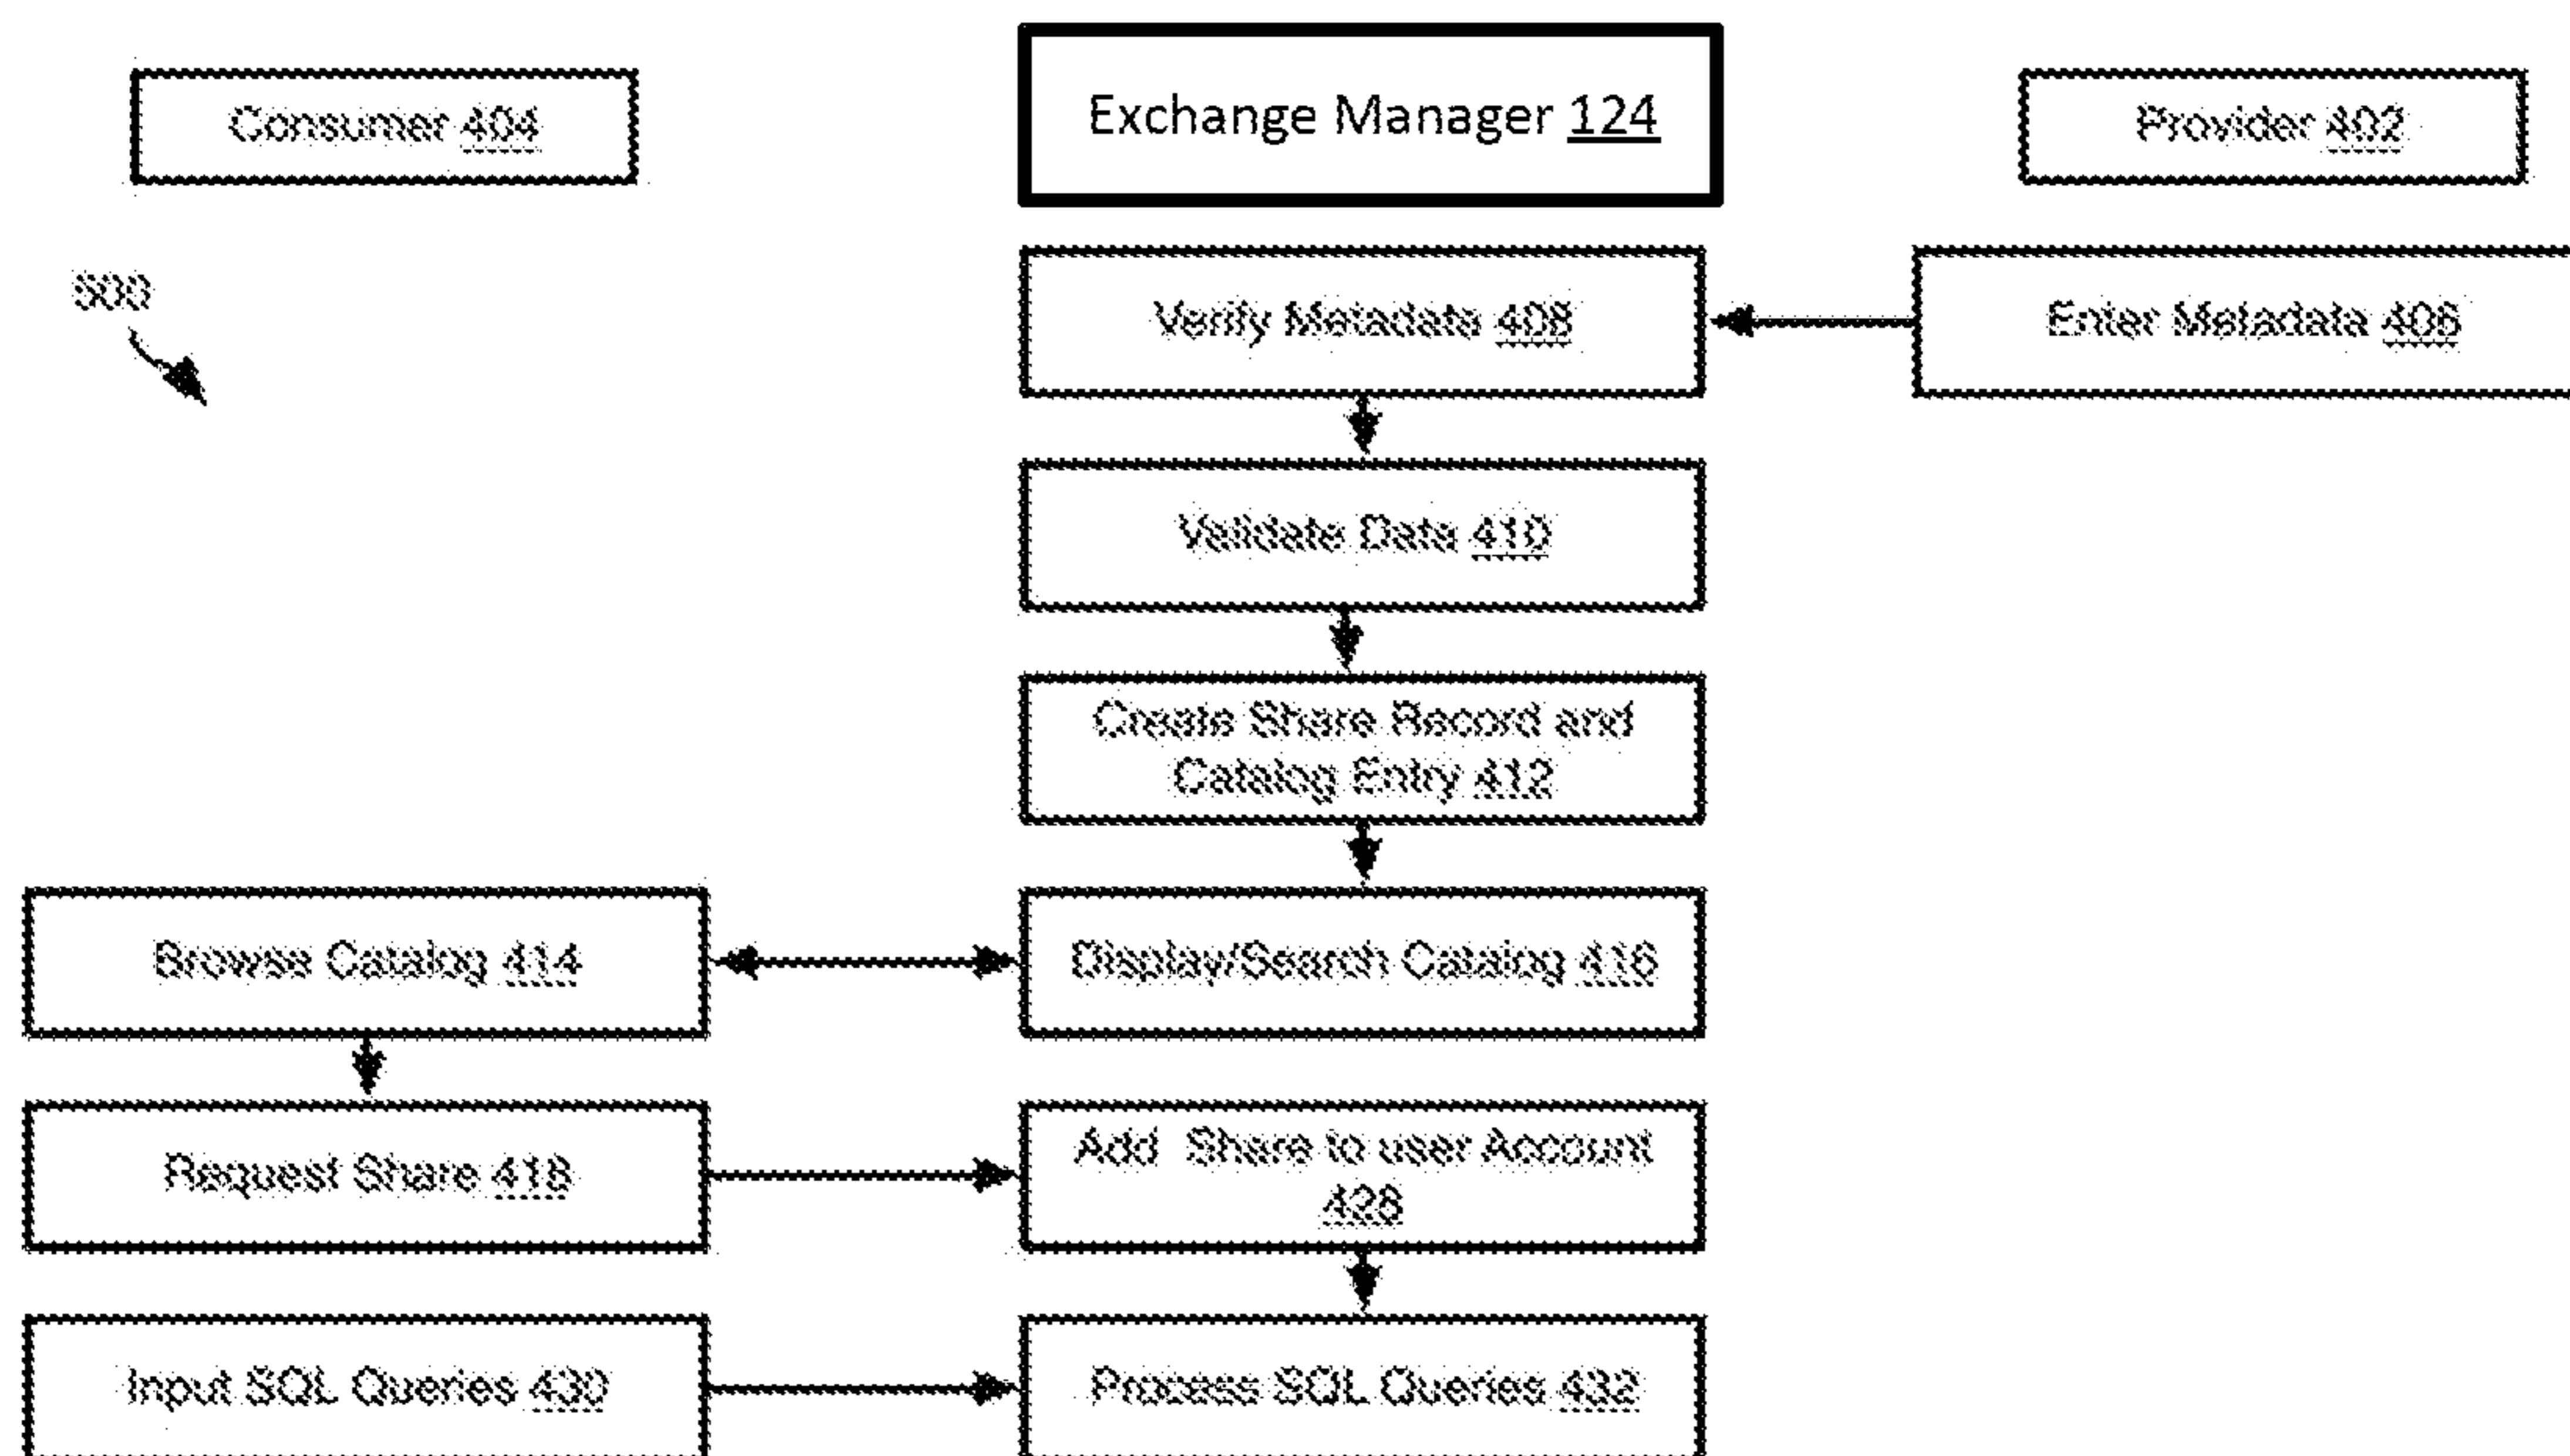 Consumer 404
Exchange Manager 124
Provider 402
500
Verify Metadata 408
Enter Metadata 406
Validate Data 410
Create Share Record and
Catalog Entry 412
Browse Catalog 414
Display/Search Catalog 416
Request Share 418
Add Share to user Account
428
Input SQL Queries 430
Process SQL Queries 432